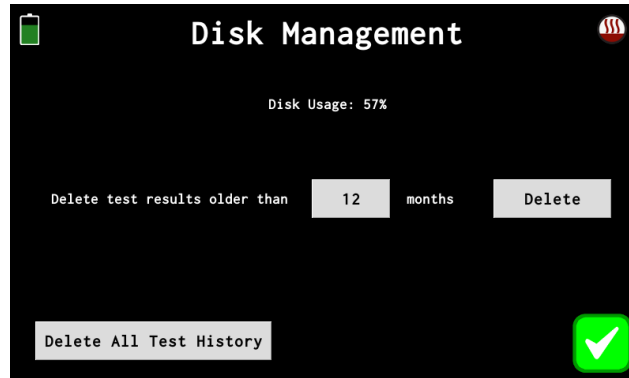 Disk Management
Disk Usage: 57%
Delete test results older than 12 months Delete
Delete All Test History